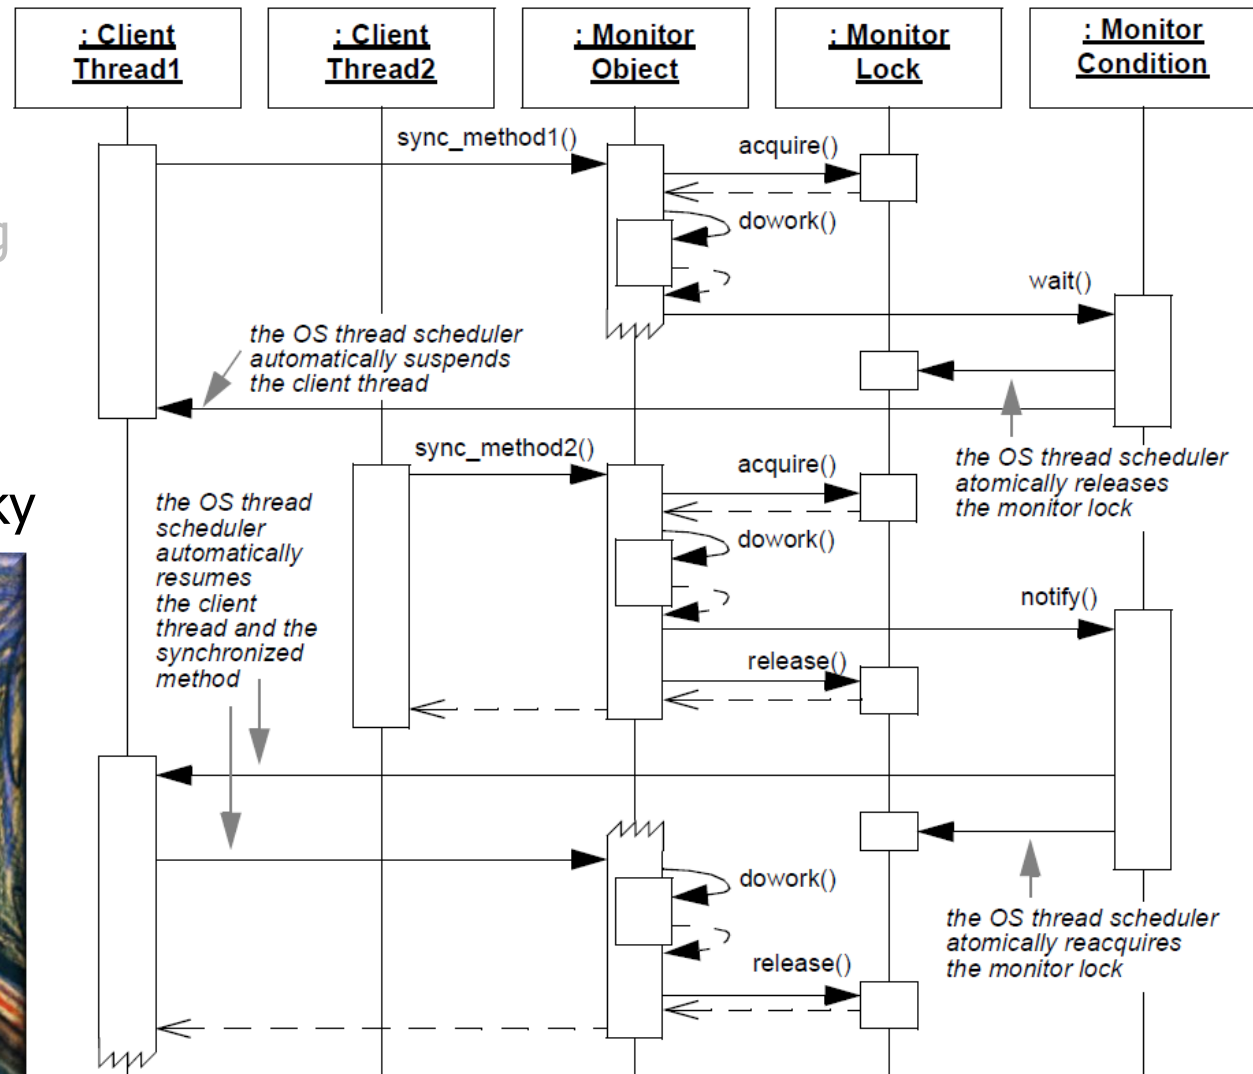 : Client
Thread1
: Client
Thread2
: Monitor
Object
: Monitor
Lock
: Monitor
Condition
sync_method1()
acquire()
dowork()
g
wait()
the OS thread scheduler
automatically suspends
the client thread
sync_method2()
acquire()
the OS thread scheduler
atomically releases
the monitor lock
ky
the OS thread
scheduler
automatically
resumes
the client
thread and the
synchronized
method
dowork()
notify()
release()
dowork()
the OS thread scheduler
atomically reacquires
the monitor lock
release()